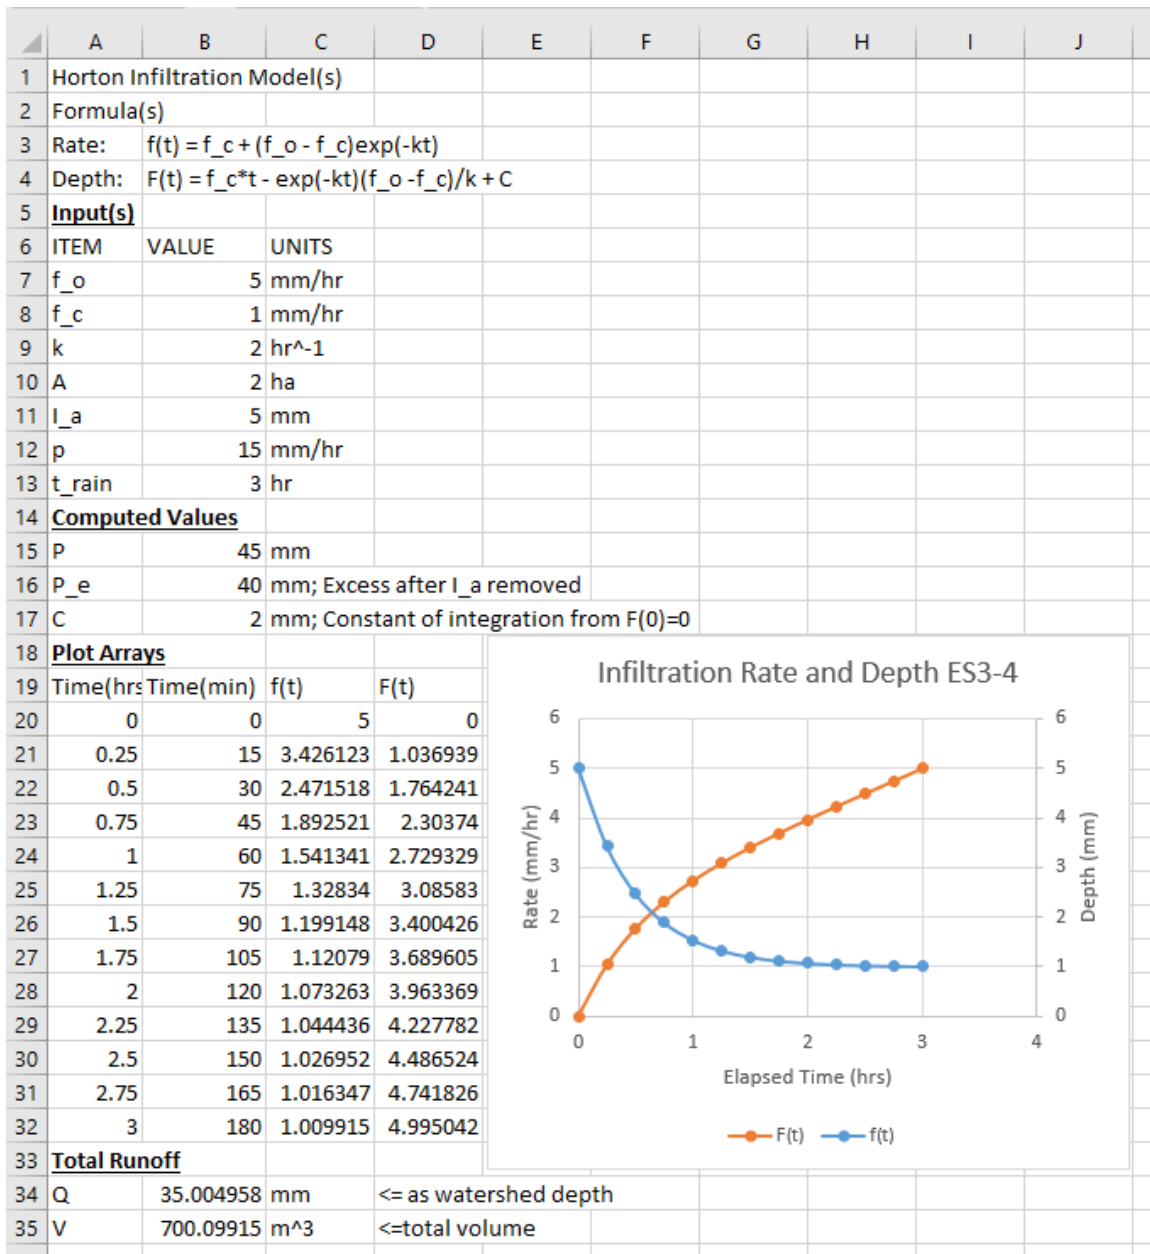 A B C D E F G H I J
1 Horton Infiltration Model(s)
2 Formula(s)
3 Rate: f(t) = f_c + (f_o - f_c)exp(-kt)
4 Depth: F(t) = f_c*t - exp(-kt)(f_o -f_c)/k + C
5 Input(s)
6 ITEM VALUE UNITS
7 f_o 5 mm/hr
8 f_c 1 mm/hr
9 k 2 hr^-1
10 A 2 ha
11 I_a 5 mm
12 p 15 mm/hr
13 t_rain 3 hr
14 Computed Values
15 P 45 mm
16 P_e 40 mm; Excess after I_a removed
17 C 2 mm; Constant of integration from F(0)=0
18 Plot Arrays
19 Time(hrs Time(min) f(t) F(t)
20 0 0 5 0
21 0.25 15 3.426123 1.036939
22 0.5 30 2.471518 1.764241
23 0.75 45 1.892521 2.30374
24 1 60 1.541341 2.729329
25 1.25 75 1.32834 3.08583
26 1.5 90 1.199148 3.400426
27 1.75 105 1.12079 3.689605
28 2 120 1.073263 3.963369
29 2.25 135 1.044436 4.227782
30 2.5 150 1.026952 4.486524
31 2.75 165 1.016347 4.741826
32 3 180 1.009915 4.995042
33 Total Runoff
34 Q 35.004958 mm <= as watershed depth
35 V 700.09915 m^3 <=total volume
Infiltration Rate and Depth ES3-4
6 6
5 5
4 4
3 3
2 2
1 1
0 0
Rate (mm/hr)
Depth (mm)
0 1 2 3 4
Elapsed Time (hrs)
F(t) f(t)